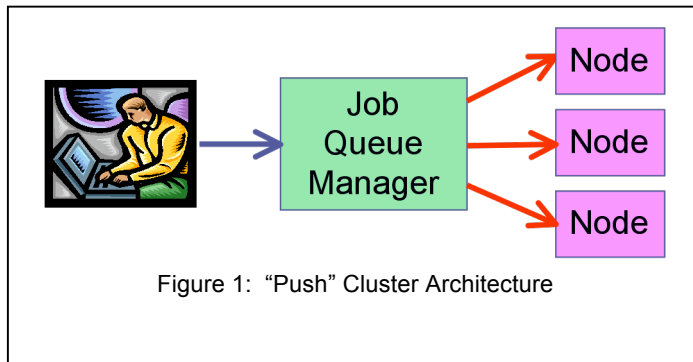 Job
Queue
Manager
Node
Node
Node
Figure 1:  “Push” Cluster Architecture